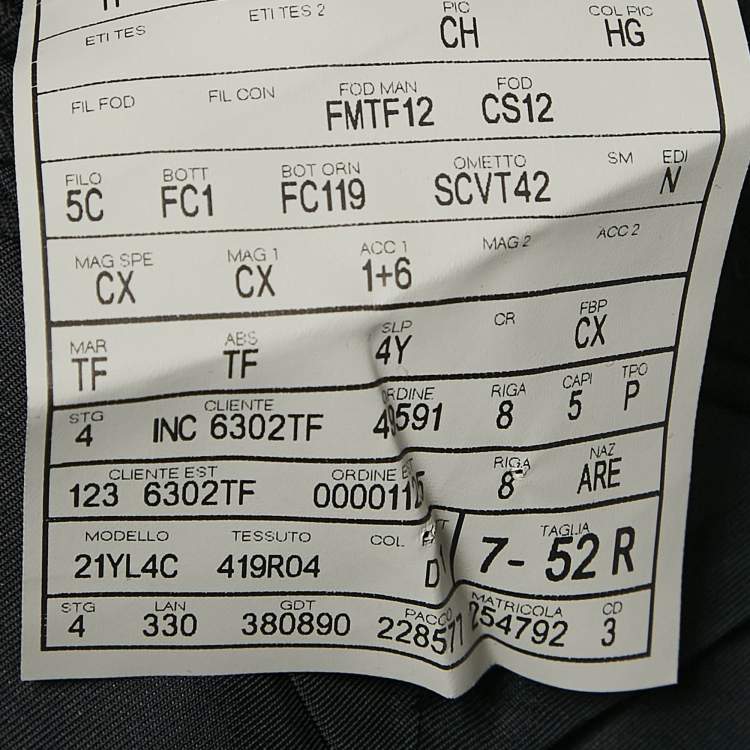 ETI TES ETI TES 2 PIC COL PIC
CH HG
FIL FOD FIL CON FOD MAN FOD
FMTF12 CS12
FILO BOTT BOT ORN OMETTO SM EDI
5C FC1 FC119 SCVT42 N
MAG SPE MAG 1 ACC 1 MAG 2 ACC 2
CX CX 1+6
MAR ABS SLP CR FBP
TF TF 4Y CX
STG CLIENTE ORDINE RIGA CAPI TPO
4 INC 6302TF 49591 8 5 P
CLIENTE EST ORDINE RIGA NAZ
123 6302TF 8 ARE
MODELLO TESSUTO COL TAGLIA
21YL4C 419R04 7- 52 R
STG LAN GDT PACCO MATRICOLA CD
4 330 380890 254792 3